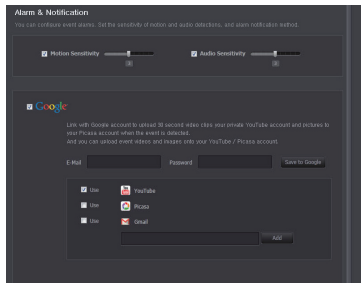 Alarm & Notification
You can configure event alarms. Set the sensitivity of motion and audio detections, and alarm notification method.
Motion Sensitivity
Audio Sensitivity
3
3
Google
Link with Google account to upload 30 second video clips your private YouTube account and pictures to
your Picasa account when the event is detected.
And you can upload event videos and images onto your YouTube / Picasa account.
E-Mail Password Save to Google
Use YouTube
Use Picasa
Use Gmail
Add